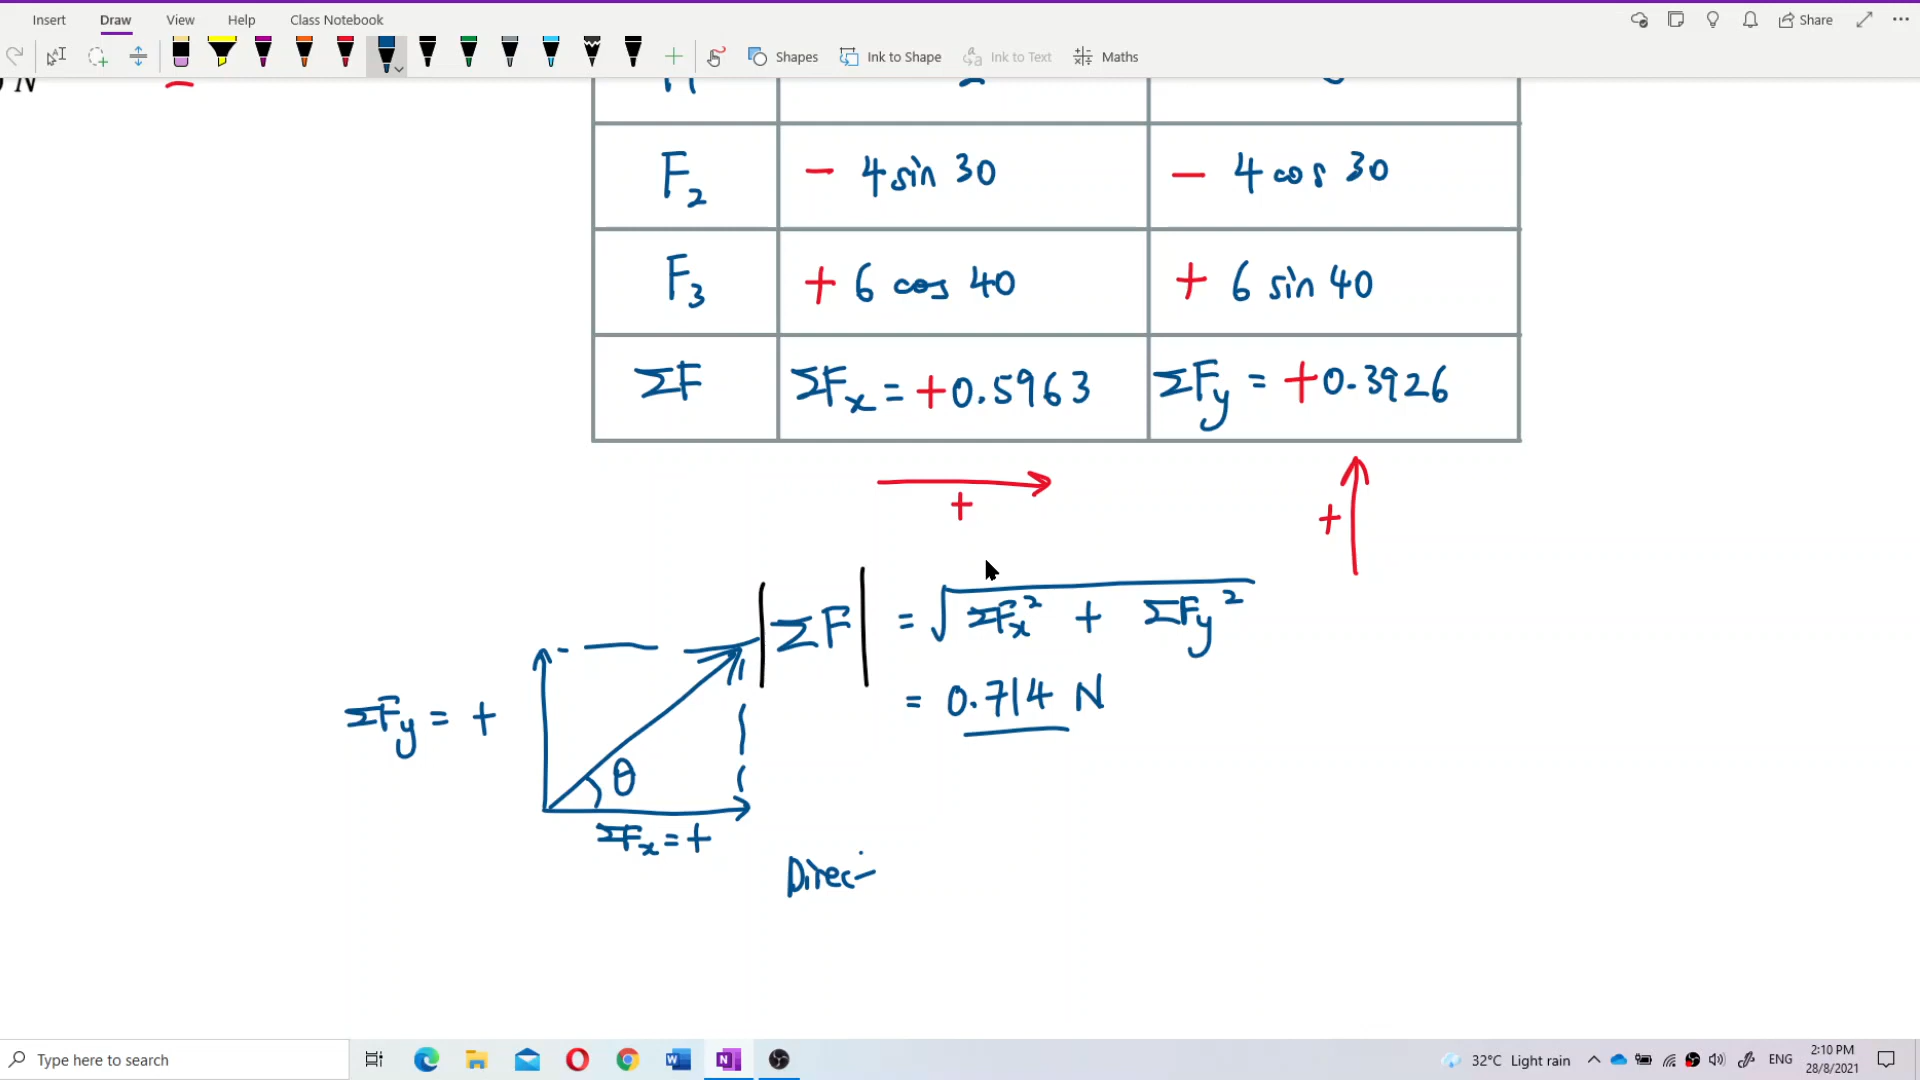 Insert Draw View Help Class Notebook Share
Shapes Ink to Shape Ink to Text Maths
N
F2 - 4 sin 30 - 4 cos 30
F3 + 6 cos 40 + 6 sin 40
ΣF ΣFx = +0.5963 ΣFy = +0.3926
+ +
|ΣF| = √ΣFx² + ΣFy²
= 0.714 N
ΣFy = +
θ
ΣFx = +
Direc
Type here to search 32°C Light rain ENG 2:10 PM
28/8/2021